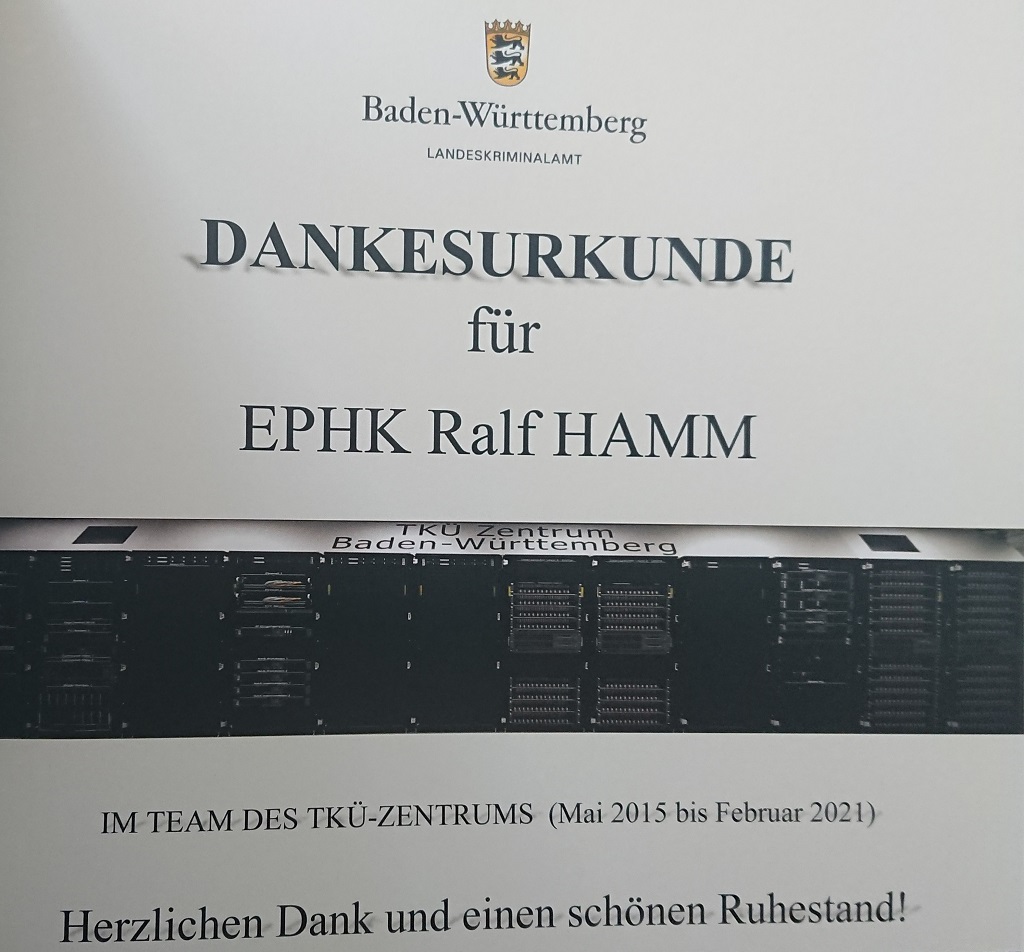 Baden-Württemberg
LANDESKRIMINALAMT
DANKESURKUNDE
für
EPHK Ralf HAMM
TKÜ Zentrum
Baden-Württemberg
IM TEAM DES TKÜ-ZENTRUMS (Mai 2015 bis Februar 2021)
Herzlichen Dank und einen schönen Ruhestand!